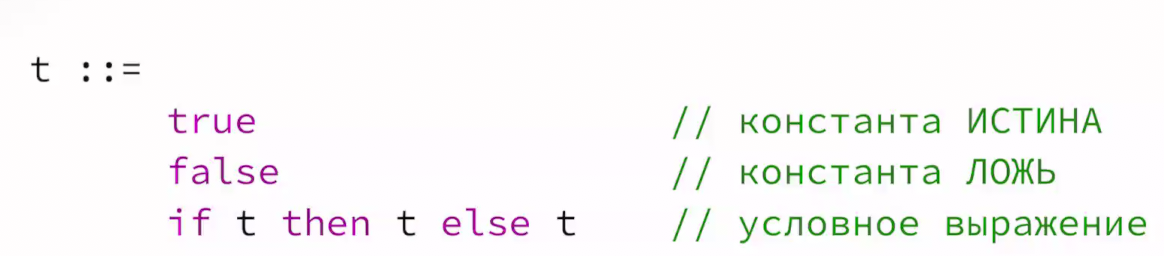 t ::=
true // константа ИСТИНА
false // константа ЛОЖЬ
if t then t else t // условное выражение